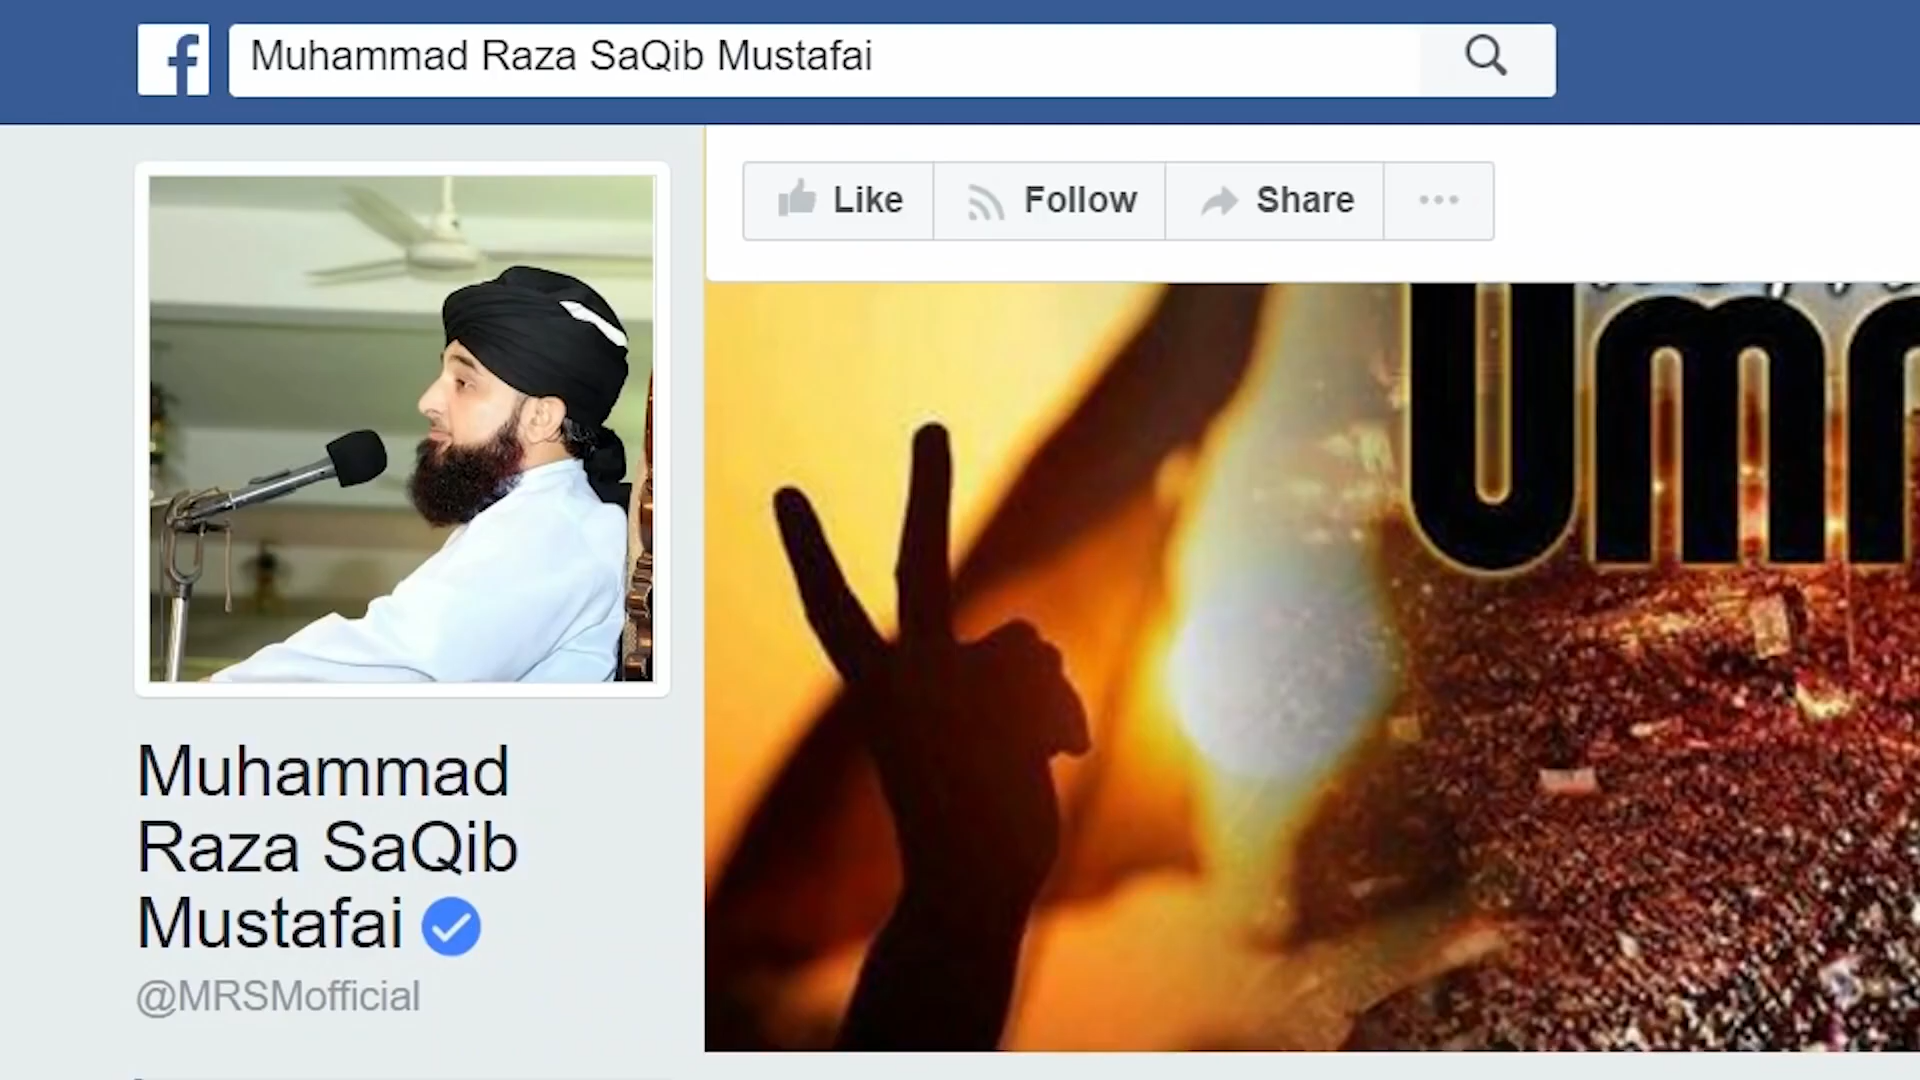 Muhammad Raza SaQib Mustafai
Like Follow Share
Muhammad
Raza SaQib
Mustafai
@MRSMofficial